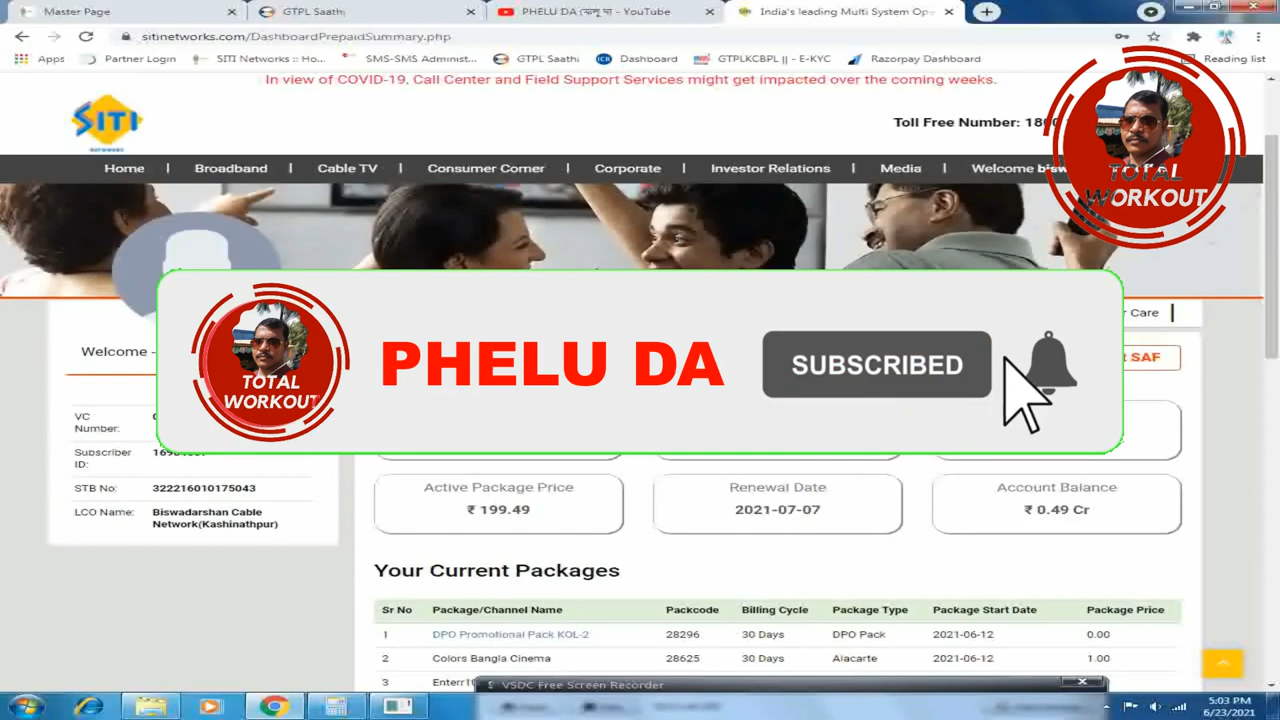 Master Page
GTPL Saathi
PHELU DA (ফেলু দা) - YouTube
India's leading Multi System Ope
sitinetworks.com/DashboardPrepaidSummary.php
Apps
Partner Login
SITI Networks :: Ho...
SMS-SMS Administ...
GTPL Saathi
Dashboard
GTPLKCBPL || - E-KYC
Razorpay Dashboard
Reading list
In view of COVID-19, Call Center and Field Support Services might get impacted over the coming weeks.
SITI
NETWORKS
Toll Free Number:
TOTAL
WORKOUT
Home | Broadband | Cable TV | Consumer Corner | Corporate | Investor Relations | Media | Welcome
Care
SAF
Welcome -
TOTAL
WORKOUT
PHELU DA
SUBSCRIBED
VC
Number:
Subscriber
ID:
STB No: 322216010175043
LCO Name: Biswadarshan Cable
Network(Kashinathpur)
Active Package Price
₹ 199.49
Renewal Date
2021-07-07
Account Balance
₹ 0.49 Cr
Your Current Packages
Sr No Package/Channel Name Packcode Billing Cycle Package Type Package Start Date Package Price
1 DPO Promotional Pack KOL-2 28296 30 Days DPO Pack 2021-06-12 0.00
2 Colors Bangla Cinema 28625 30 Days Alacarte 2021-06-12 1.00
3
VSDC Free Screen Recorder
5:03 PM
6/23/2021